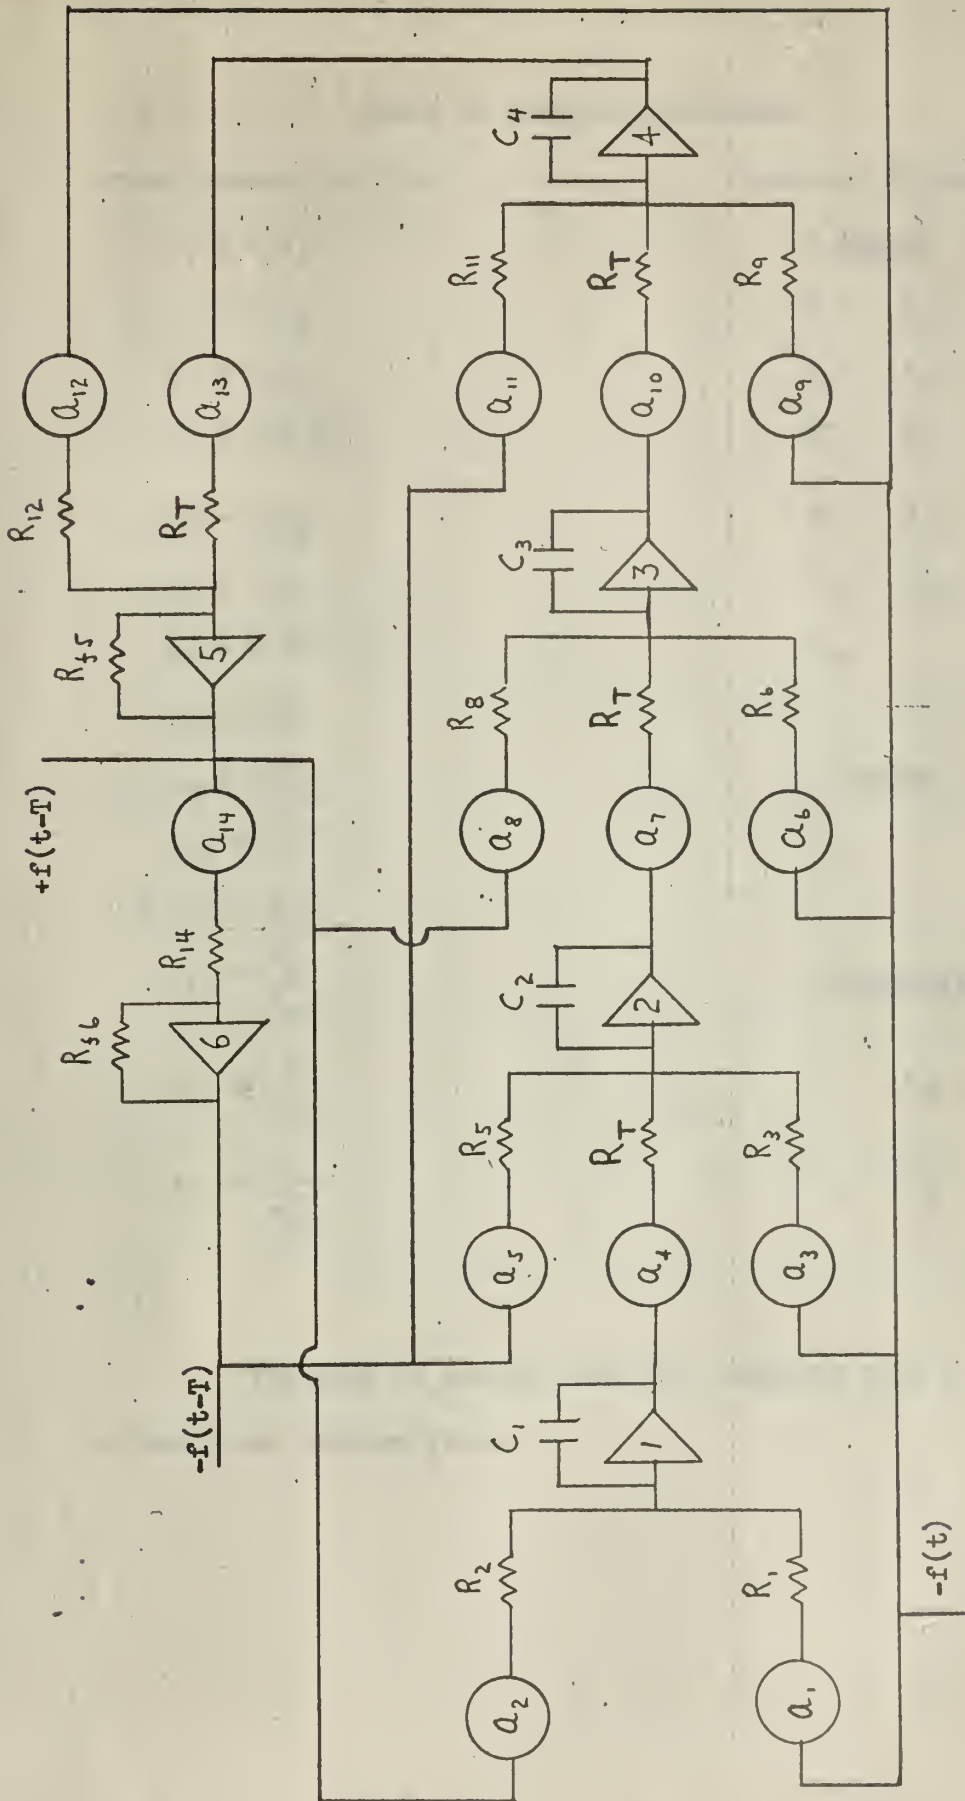 a12
a13
R12
RT
Rf5
5
+f(t-T)
a14
R14
Rf6
6
-f(t-T)
C4
4
R11
RT
R9
a11
a10
a9
C3
3
R8
RT
R6
a8
a7
a6
C2
2
R5
RT
R3
a5
a4
a3
C1
1
R2
R1
a2
a1
-f(t)